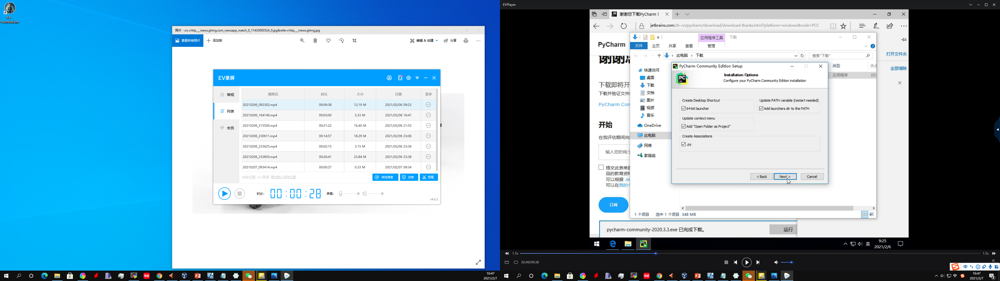 X4 -
Foundations
照片 - src=http___inews.gtimg.com_newsapp_match_0_11430093524_0.jpg&refer=http___inews.gtimg.jpg
查看所有照片
添加到
编辑 & 创建
分享
EV录屏
常规
列表
会员
视频名 时长 大小 日期 更多
20210206_092302.mp4 00:09:38 12.19 M 2021/02/06 09:23
20210206_164149.mp4 00:03:00 3.33 M 2021/02/06 16:41
20210206_215500.mp4 00:21:22 16.40 M 2021/02/06 21:55
20210206_230611.mp4 00:14:57 18.29 M 2021/02/06 23:06
20210206_233625.mp4 00:02:15 3.15 M 2021/02/06 23:36
20210206_233850.mp4 00:26:41 23.84 M 2021/02/06 23:38
20210207_093414.mp4 00:00:27 0.33 M 2021/02/07 09:34
当前位置: H:/录屏 更改默认保存位置
微信课堂 加密 剪辑
时长: 00:00:28 声音:
v4.0.2
16:47
2021/2/7
EVPlayer
谢谢您下载PyCharm！
jetbrains.com/zh-cn/pycharm/download/download-thanks.html?platform=windows&code=PCC
PyCharm
谢谢您
下载即将开
下载并验证文件
PyCharm Con
开始
在我评估期间向
输入您的电子
提交此表单即
品的教育资料
可以根据 Je
可以在我的个
订阅
应用程序工具 下载
文件 主页 共享 查看 管理
此电脑 › 下载
搜索"下载"
快速访问
桌面
下载
文档
图片
视频
音乐
OneDrive
此电脑
网络
家庭组
类型 大小
应用程序 357
打开文件夹
全部清除
PyCharm Community Edition Setup
Installation Options
Configure your PyCharm Community Edition installation
Create Desktop Shortcut
64-bit launcher
Update PATH variable (restart needed)
Add launchers dir to the PATH
Update context menu
Add "Open Folder as Project"
Create Associations
.py
< Back Next > Cancel
1 个项目 选中 1 个项目 348 MB
pycharm-community-2020.3.3.exe 已完成下载。
运行
英
9:25
2021/2/6
1.5x 1.5x
02:49/09:38
中
中
16:47
2021/2/7